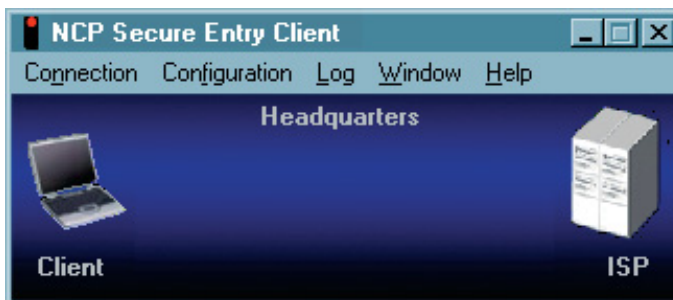 NCP Secure Entry Client
Connection Configuration Log Window Help
Headquarters
Client ISP